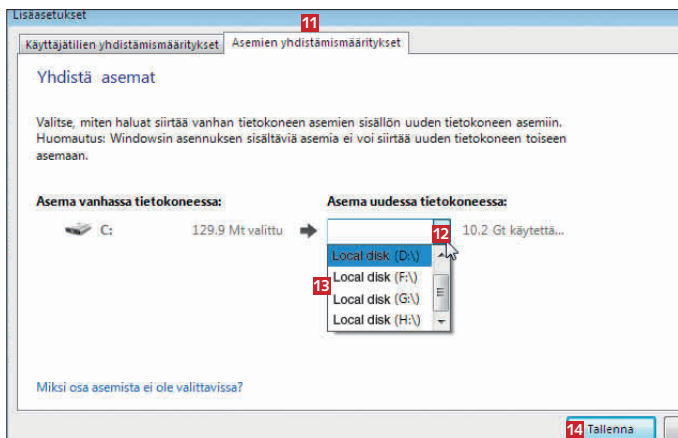 Lisäasetukset
11
Käyttäjätilien yhdistämismääritykset Asemien yhdistämismääritykset
Yhdistä asemat
Valitse, miten haluat siirtää vanhan tietokoneen asemien sisällön uuden tietokoneen asemiin.
Huomautus: Windowsin asennuksen sisältäviä asemia ei voi siirtää uuden tietokoneen toiseen
asemaan.
Asema vanhassa tietokoneessa: Asema uudessa tietokoneessa:
C: 129.9 Mt valittu 12 10.2 Gt käytettä...
Local disk (D:\)
13 Local disk (F:\)
Local disk (G:\)
Local disk (H:\)
Miksi osa asemista ei ole valittavissa?
14 Tallenna